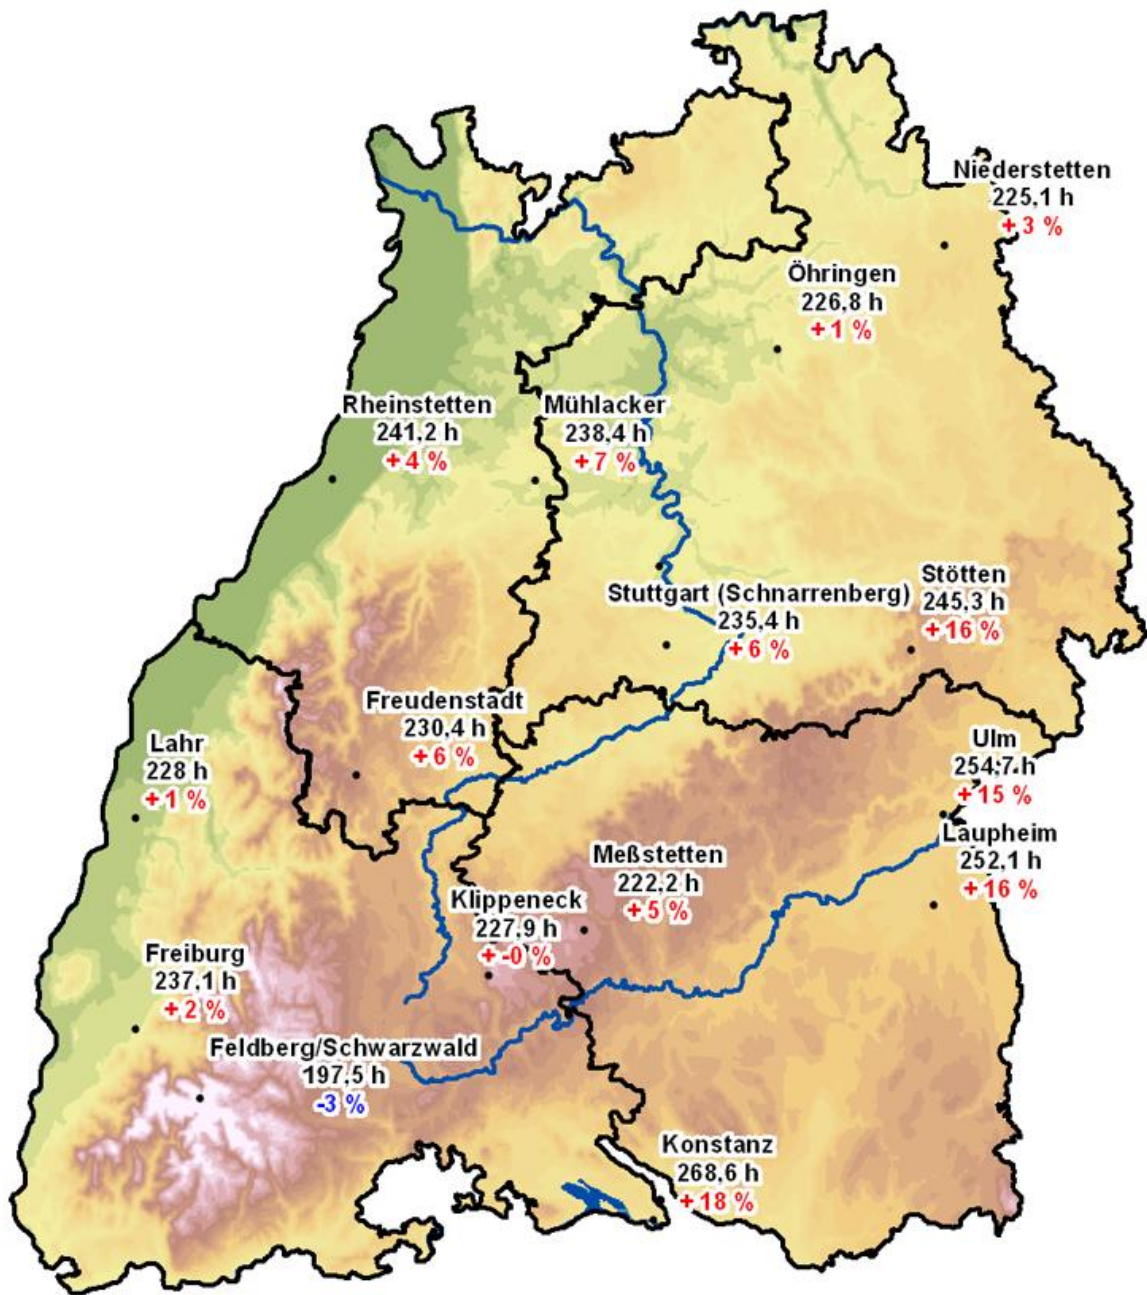 Niederstetten
225,1 h
+ 3 %
Öhringen
226,8 h
+ 1 %
Rheinstetten
241,2 h
+ 4 %
Mühlacker
238,4 h
+ 7 %
Stuttgart (Schnarrenberg)
235,4 h
+ 6 %
Stötten
245,3 h
+ 16 %
Freudenstadt
230,4 h
+ 6 %
Lahr
228 h
+ 1 %
Ulm
254,7 h
+ 15 %
Laupheim
252,1 h
+ 16 %
Meßstetten
222,2 h
+ 5 %
Klippeneck
227,9 h
+ -0 %
Freiburg
237,1 h
+ 2 %
Feldberg/Schwarzwald
197,5 h
-3 %
Konstanz
268,6 h
+ 18 %